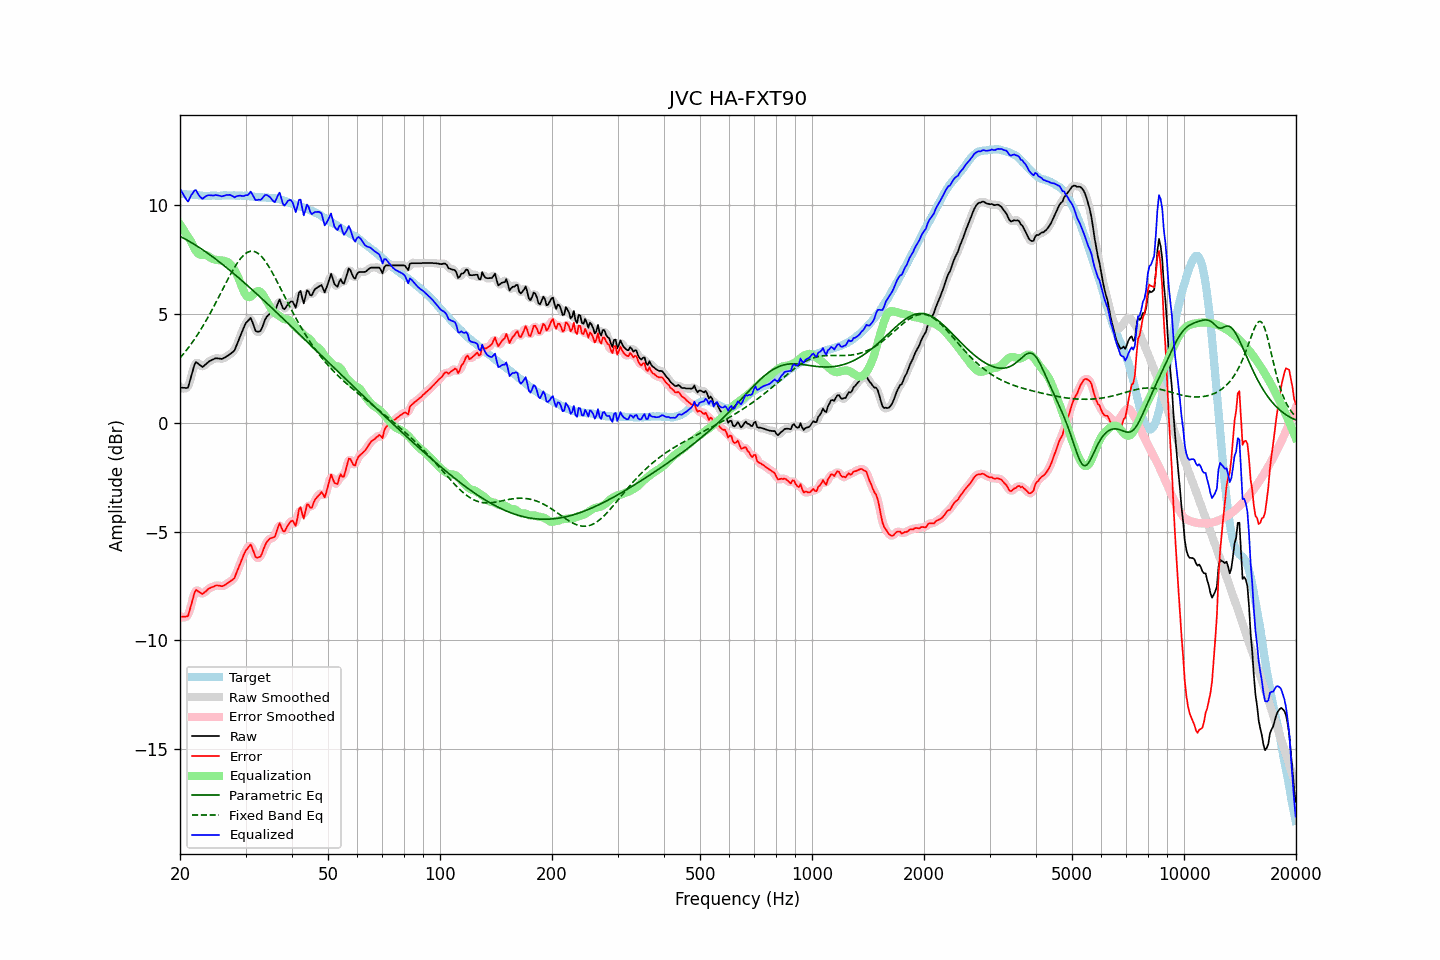 JVC HA-FXT90
Amplitude (dBr)
10
5
0
−5
−10
−15
Target
Raw Smoothed
Error Smoothed
Raw
Error
Equalization
Parametric Eq
Fixed Band Eq
Equalized
20 50 100 200 500 1000 2000 5000 10000 20000
Frequency (Hz)